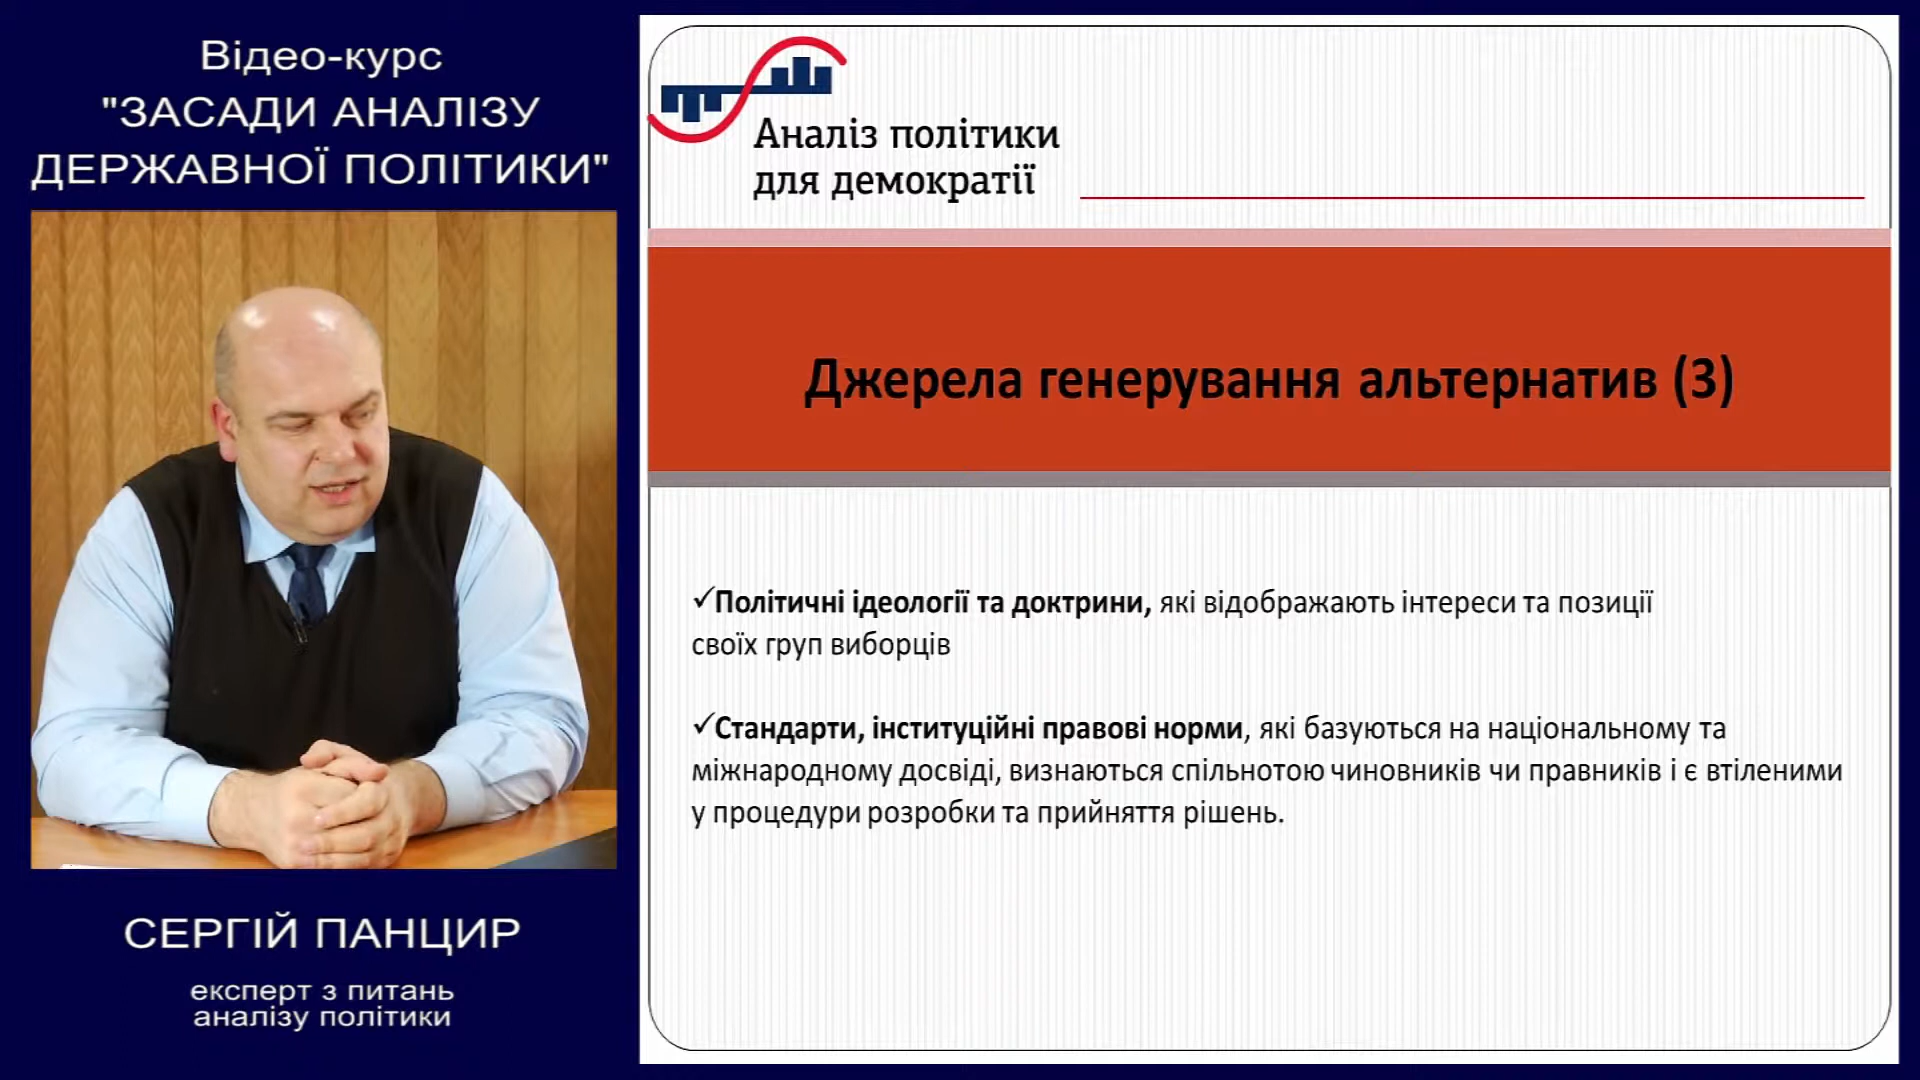 Відео-курс
"ЗАСАДИ АНАЛІЗУ
ДЕРЖАВНОЇ ПОЛІТИКИ"
СЕРГІЙ ПАНЦИР
експерт з питань
аналізу політики
Аналіз політики
для демократії
Джерела генерування альтернатив (3)
✓Політичні ідеології та доктрини, які відображають інтереси та позиції
своїх груп виборців
✓Стандарти, інституційні правові норми, які базуються на національному та
міжнародному досвіді, визнаються спільнотою чиновників чи правників і є втіленими
у процедури розробки та прийняття рішень.